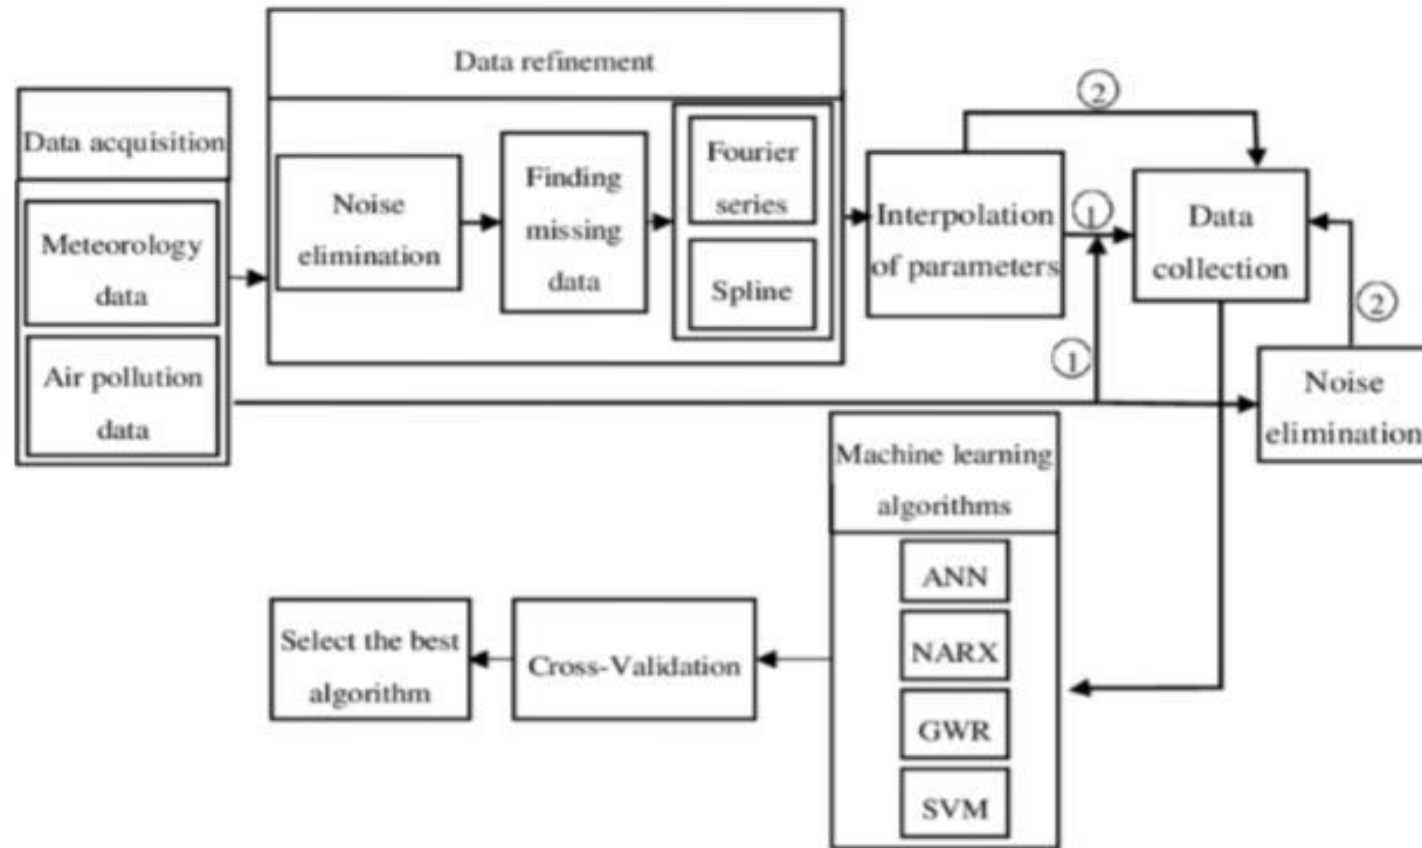 Data acquisition
Meteorology
data
Air pollution
data
Data refinement
Noise
elimination
Finding
missing
data
Fourier
series
Spline
Interpolation
of parameters
2
1
Data
collection
2
1
Noise
elimination
Machine learning
algorithms
ANN
NARX
GWR
SVM
Cross-Validation
Select the best
algorithm